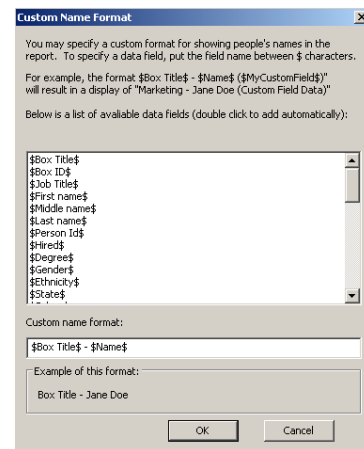 Custom Name Format
You may specify a custom format for showing people's names in the
report. To specify a data field, put the field name between $ characters.
For example, the format $Box Title$ - $Name$ ($MyCustomField$)"
will result in a display of "Marketing - Jane Doe (Custom Field Data)"
Below is a list of avaliable data fields (double click to add automatically):
$Box Title$
$Box ID$
$Job Title$
$First name$
$Middle name$
$Last name$
$Person Id$
$Hired$
$Degree$
$Gender$
$Ethnicity$
$State$
Custom name format:
$Box Title$ - $Name$
Example of this format:
Box Title - Jane Doe
OK
Cancel